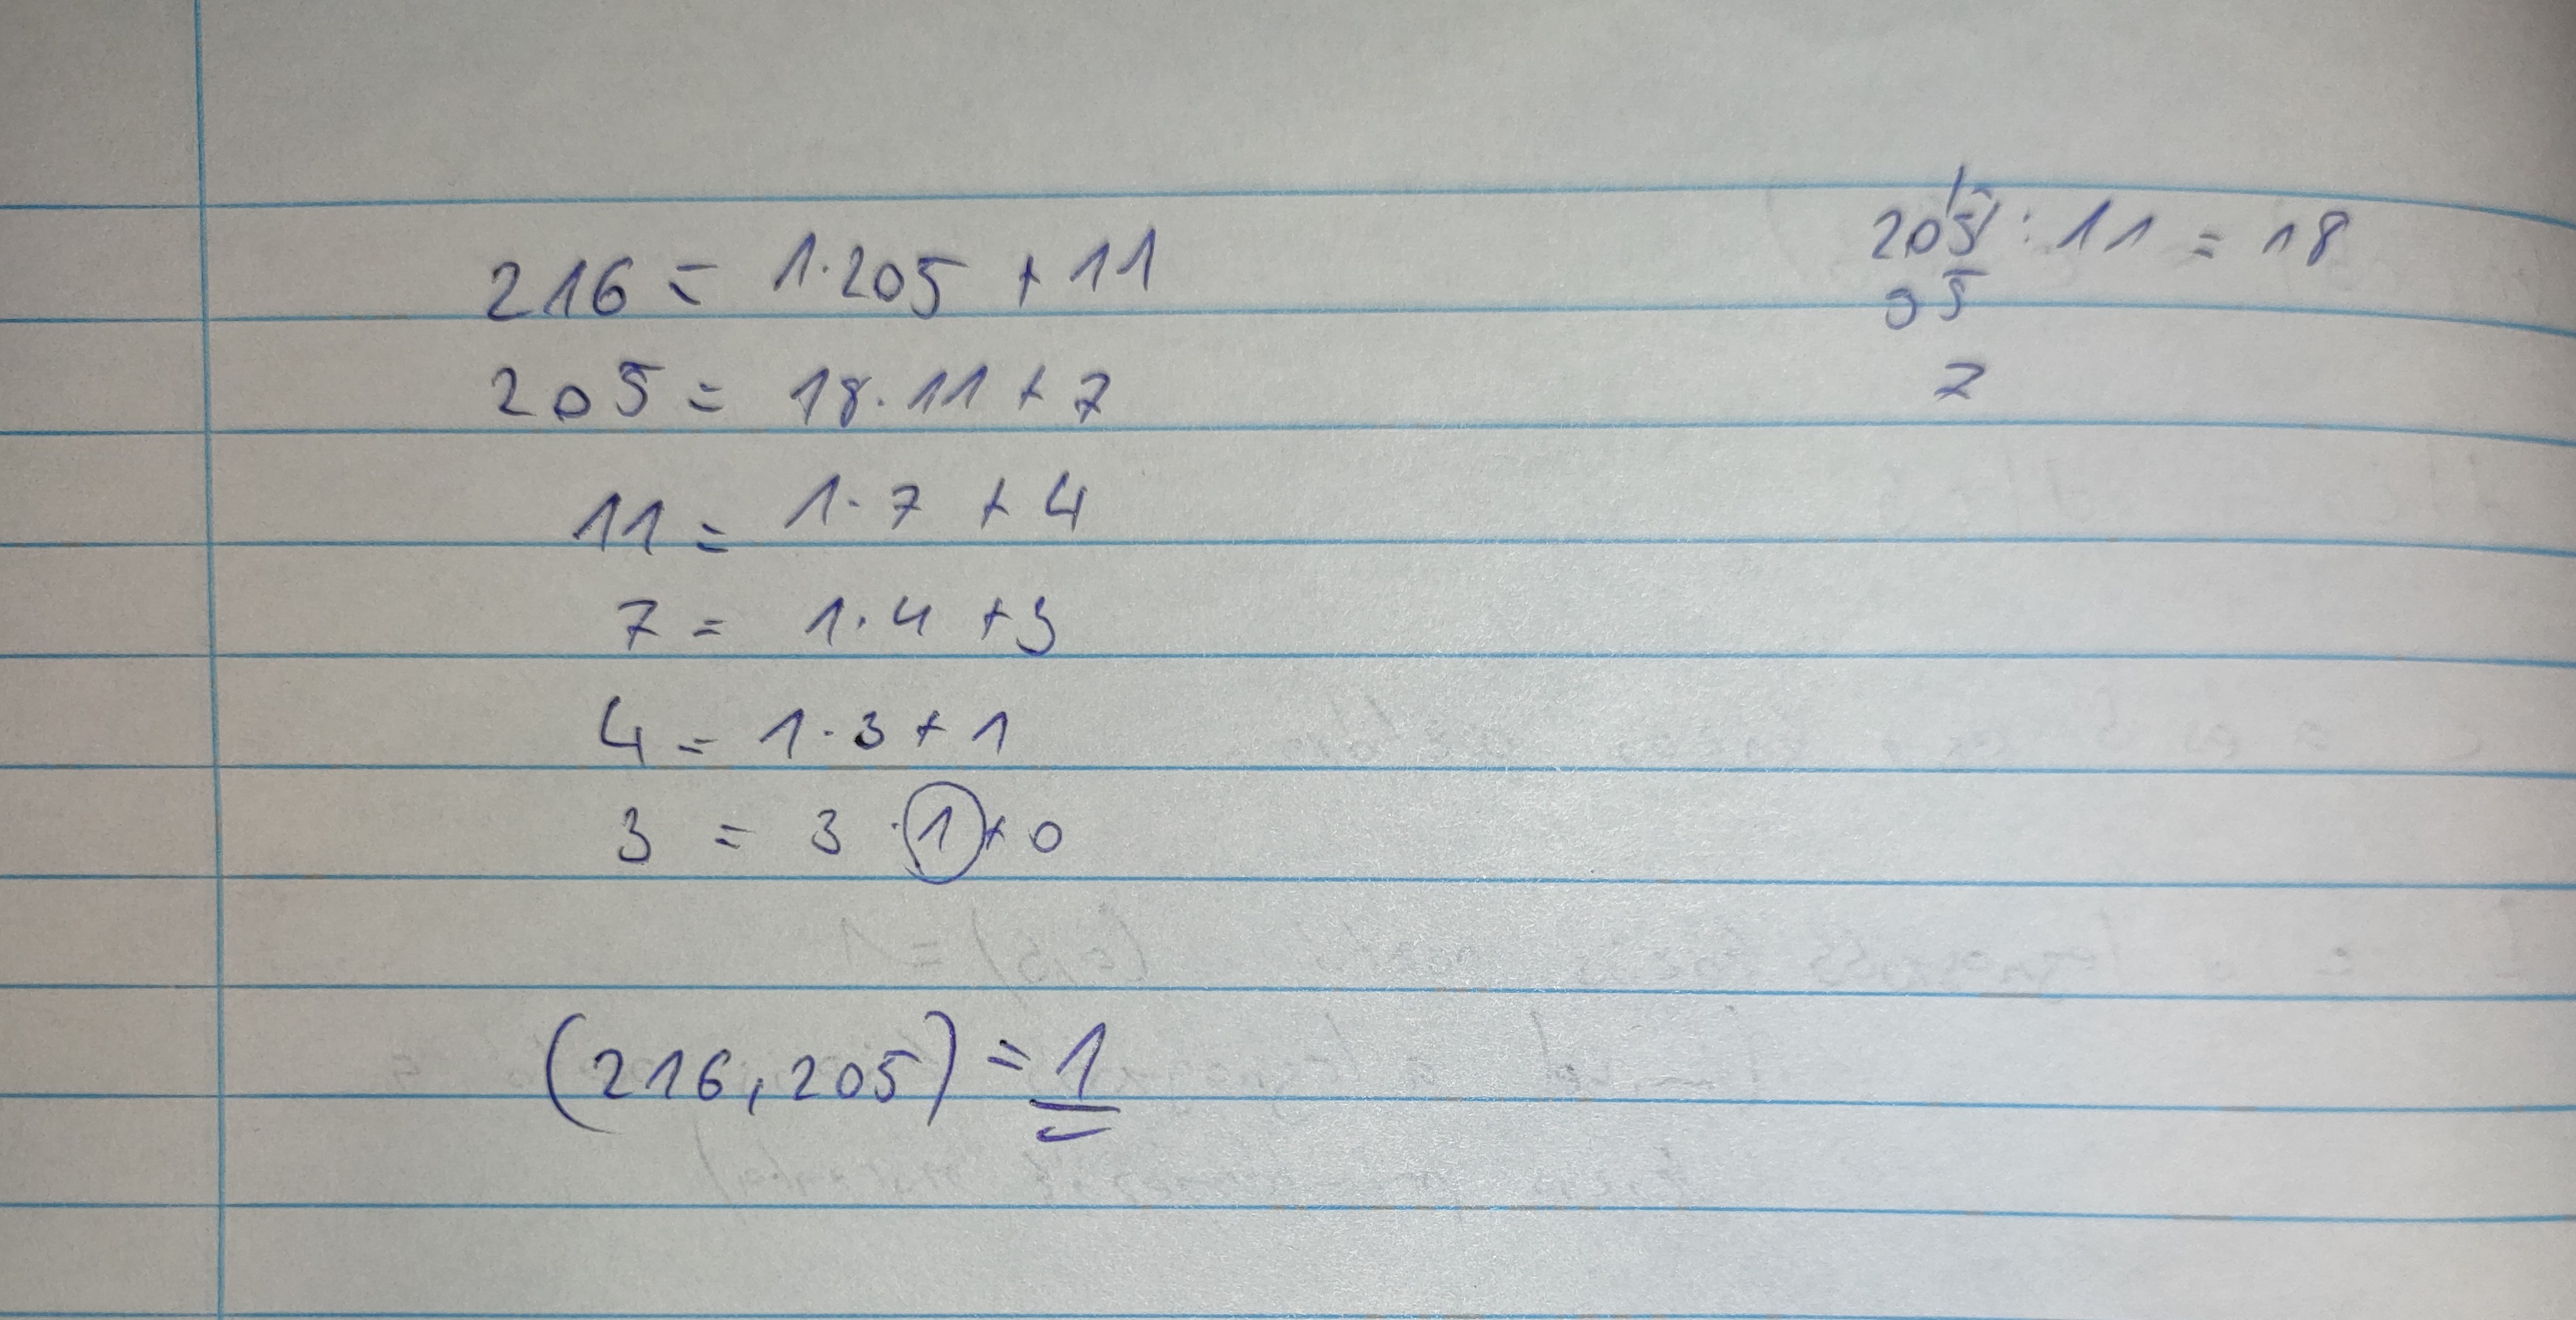 216 = 1·205 + 11
205 = 18·11 + 7
11 = 1·7 + 4
7 = 1·4 + 3
4 = 1·3 + 1
3 = 3·1 + 0
(216, 205) = 1
205 : 11 = 18
95
7